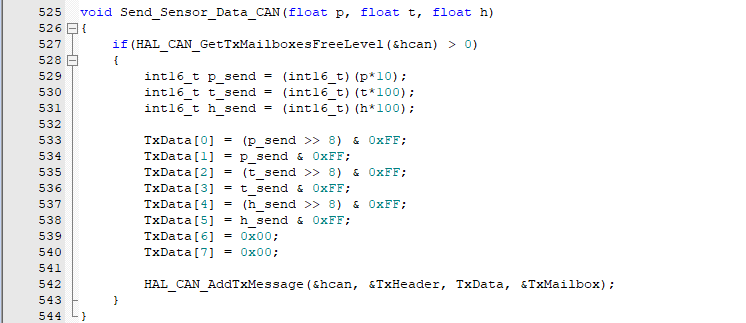 525 void Send_Sensor_Data_CAN(float p, float t, float h)
526 {
527     if(HAL_CAN_GetTxMailboxesFreeLevel(&hcan) > 0)
528     {
529         int16_t p_send = (int16_t)(p*10);
530         int16_t t_send = (int16_t)(t*100);
531         int16_t h_send = (int16_t)(h*100);
532
533         TxData[0] = (p_send >> 8) & 0xFF;
534         TxData[1] = p_send & 0xFF;
535         TxData[2] = (t_send >> 8) & 0xFF;
536         TxData[3] = t_send & 0xFF;
537         TxData[4] = (h_send >> 8) & 0xFF;
538         TxData[5] = h_send & 0xFF;
539         TxData[6] = 0x00;
540         TxData[7] = 0x00;
541
542         HAL_CAN_AddTxMessage(&hcan, &TxHeader, TxData, &TxMailbox);
543     }
544 }